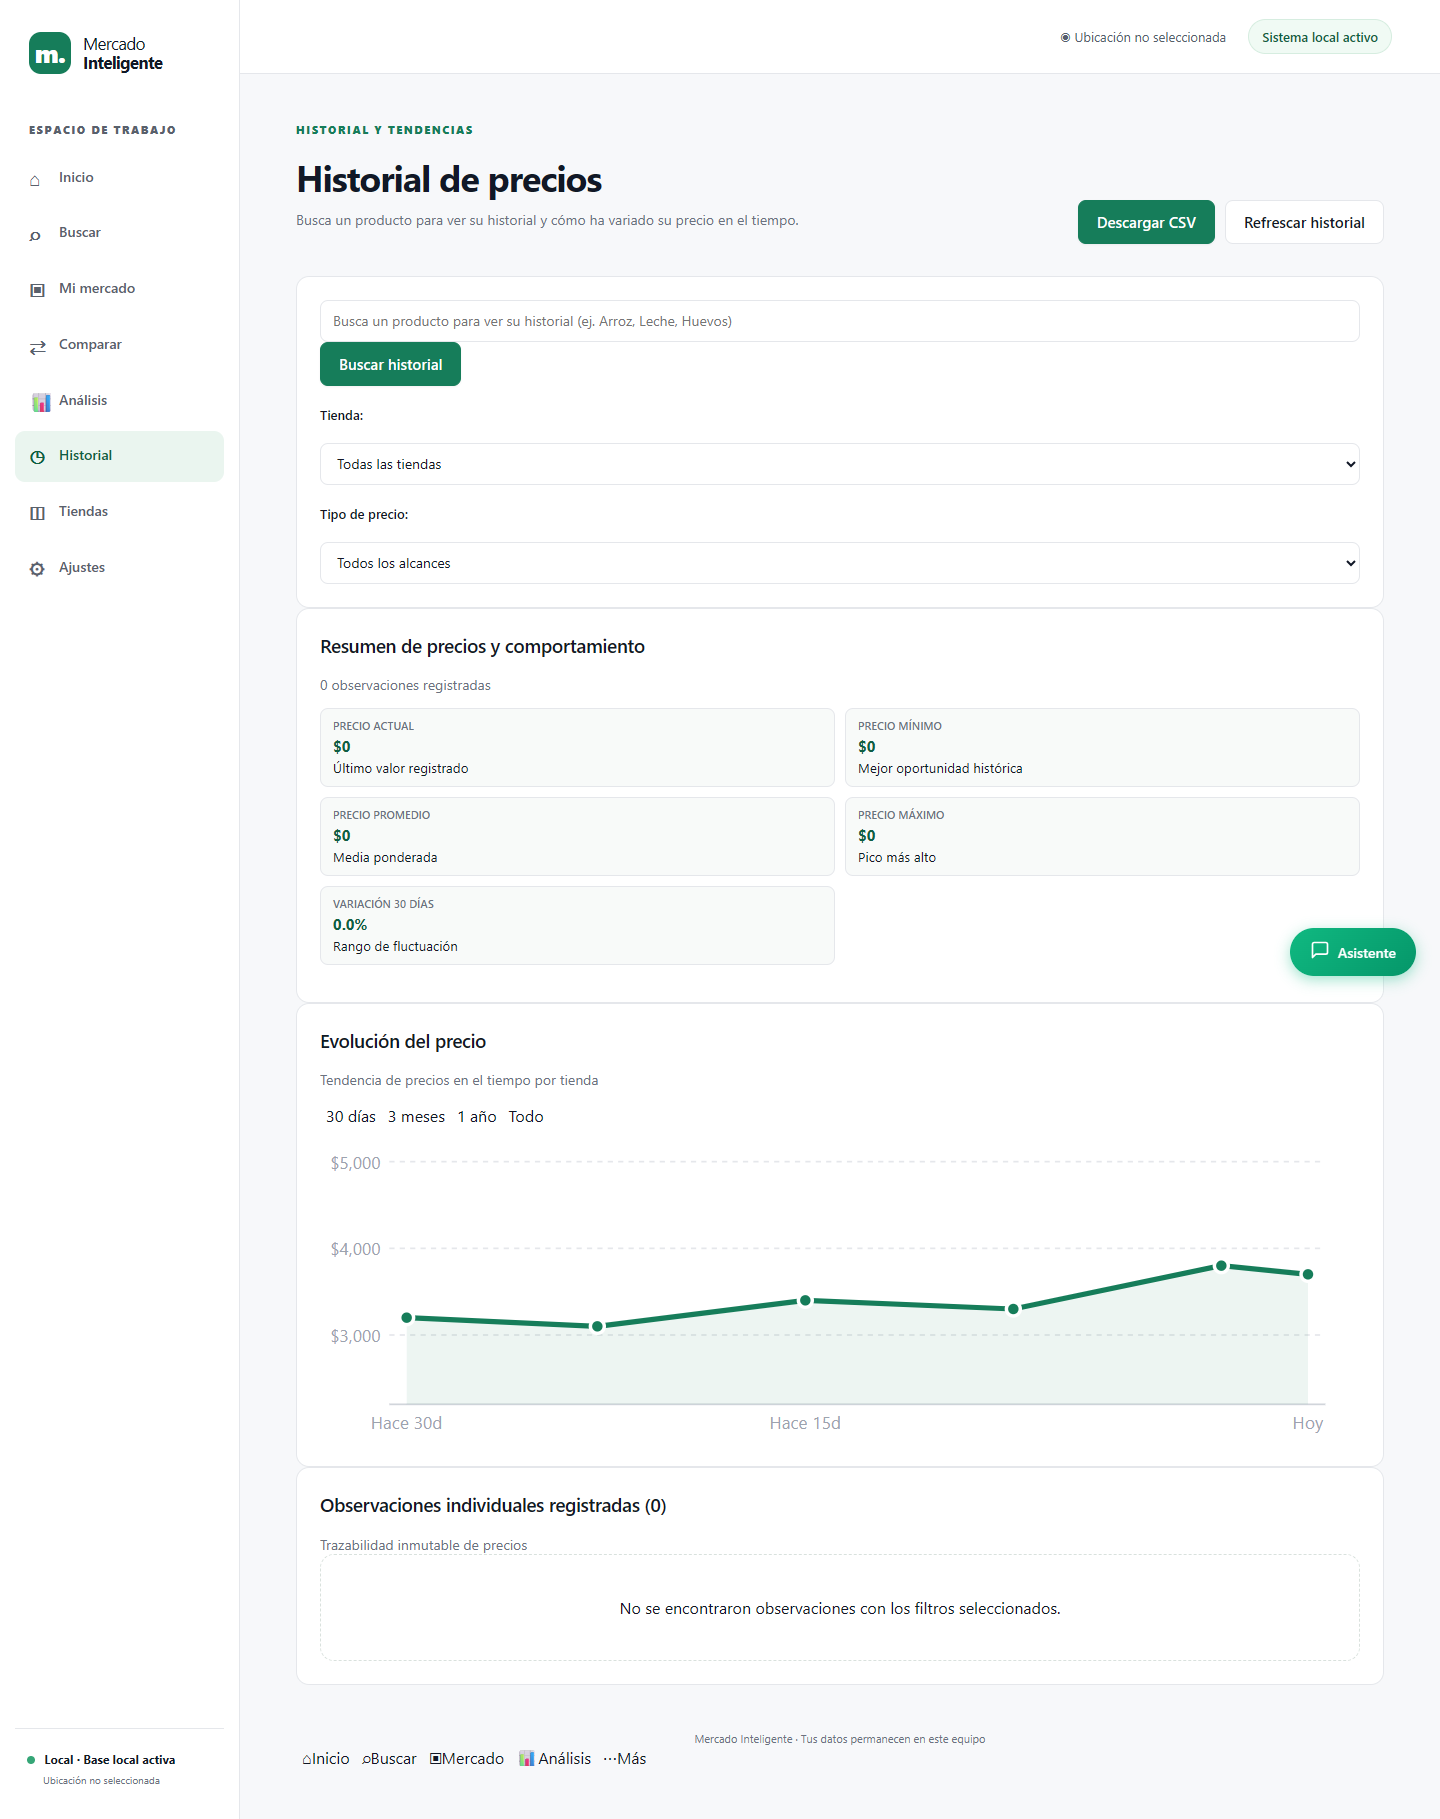 m.
Mercado
Inteligente
ESPACIO DE TRABAJO
Inicio
Buscar
Mi mercado
Comparar
Análisis
Historial
Tiendas
Ajustes
Local · Base local activa
Ubicación no seleccionada
Ubicación no seleccionada
Sistema local activo
HISTORIAL Y TENDENCIAS
Historial de precios
Busca un producto para ver su historial y cómo ha variado su precio en el tiempo.
Descargar CSV
Refrescar historial
Busca un producto para ver su historial (ej. Arroz, Leche, Huevos)
Buscar historial
Tienda:
Todas las tiendas
Tipo de precio:
Todos los alcances
Resumen de precios y comportamiento
0 observaciones registradas
PRECIO ACTUAL
$0
Último valor registrado
PRECIO MÍNIMO
$0
Mejor oportunidad histórica
PRECIO PROMEDIO
$0
Media ponderada
PRECIO MÁXIMO
$0
Pico más alto
VARIACIÓN 30 DÍAS
0.0%
Rango de fluctuación
Asistente
Evolución del precio
Tendencia de precios en el tiempo por tienda
30 días 3 meses 1 año Todo
$5,000
$4,000
$3,000
Hace 30d Hace 15d Hoy
Observaciones individuales registradas (0)
Trazabilidad inmutable de precios
No se encontraron observaciones con los filtros seleccionados.
Mercado Inteligente · Tus datos permanecen en este equipo
Inicio Buscar Mercado Análisis ···Más